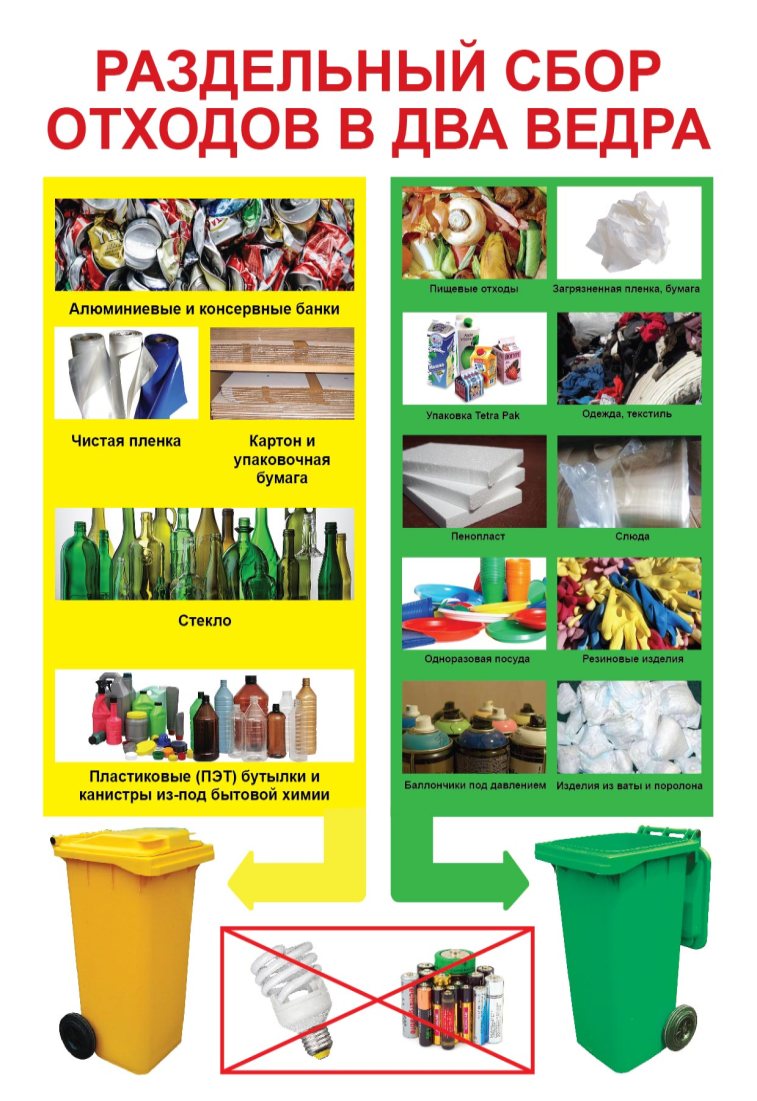 РАЗДЕЛЬНЫЙ СБОР
ОТХОДОВ В ДВА ВЕДРА
Алюминиевые и консервные банки
Чистая пленка
Картон и
упаковочная
бумага
Стекло
Пластиковые (ПЭТ) бутылки и
канистры из-под бытовой химии
Пищевые отходы
Загрязненная пленка, бумага
Упаковка Tetra Pak
Одежда, текстиль
Пенопласт
Слюда
Одноразовая посуда
Резиновые изделия
Баллончики под давлением
Изделия из ваты и поролона